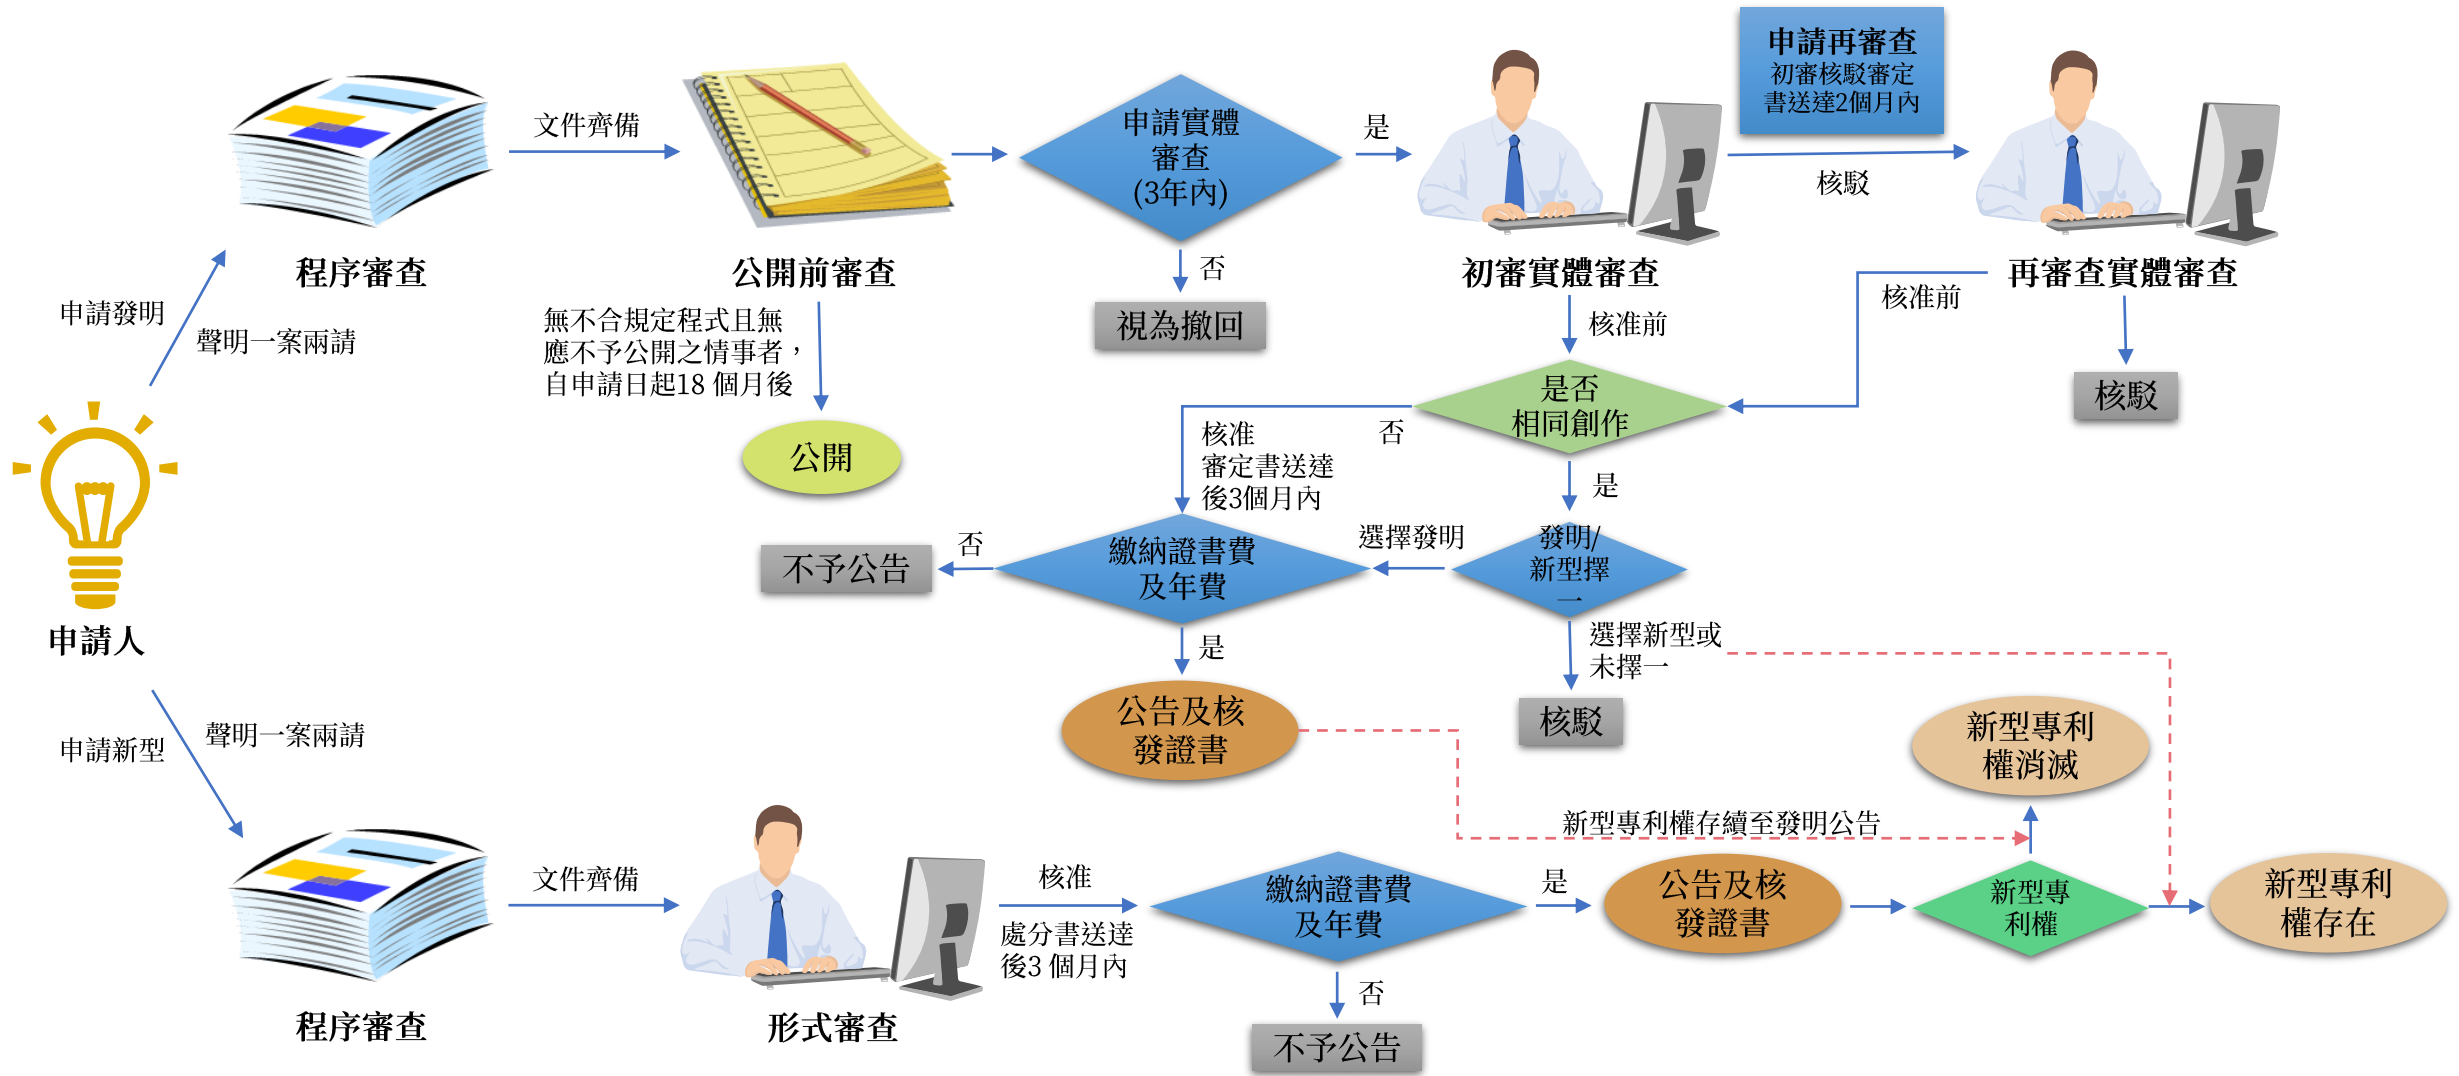 申請再審查
初審核駁審定
書送達2個月內
文件齊備
申請實體
審查
(3年內)
是
核駁
程序審查
公開前審查
否
初審實體審查
再審查實體審查
申請發明
聲明一案兩請
無不合規定程式且無
應不予公開之情事者，
自申請日起18 個月後
視為撤回
核准前
核准前
是否
相同創作
核駁
公開
核准
審定書送達
後3個月內
否
是
不予公告
否
繳納證書費
及年費
選擇發明
發明/
新型擇
一
申請人
是
選擇新型或
未擇一
公告及核
發證書
核駁
新型專利
權消滅
申請新型
聲明一案兩請
新型專利權存續至發明公告
文件齊備
核准
處分書送達
後3 個月內
繳納證書費
及年費
是
公告及核
發證書
新型專
利權
新型專利
權存在
程序審查
形式審查
否
不予公告